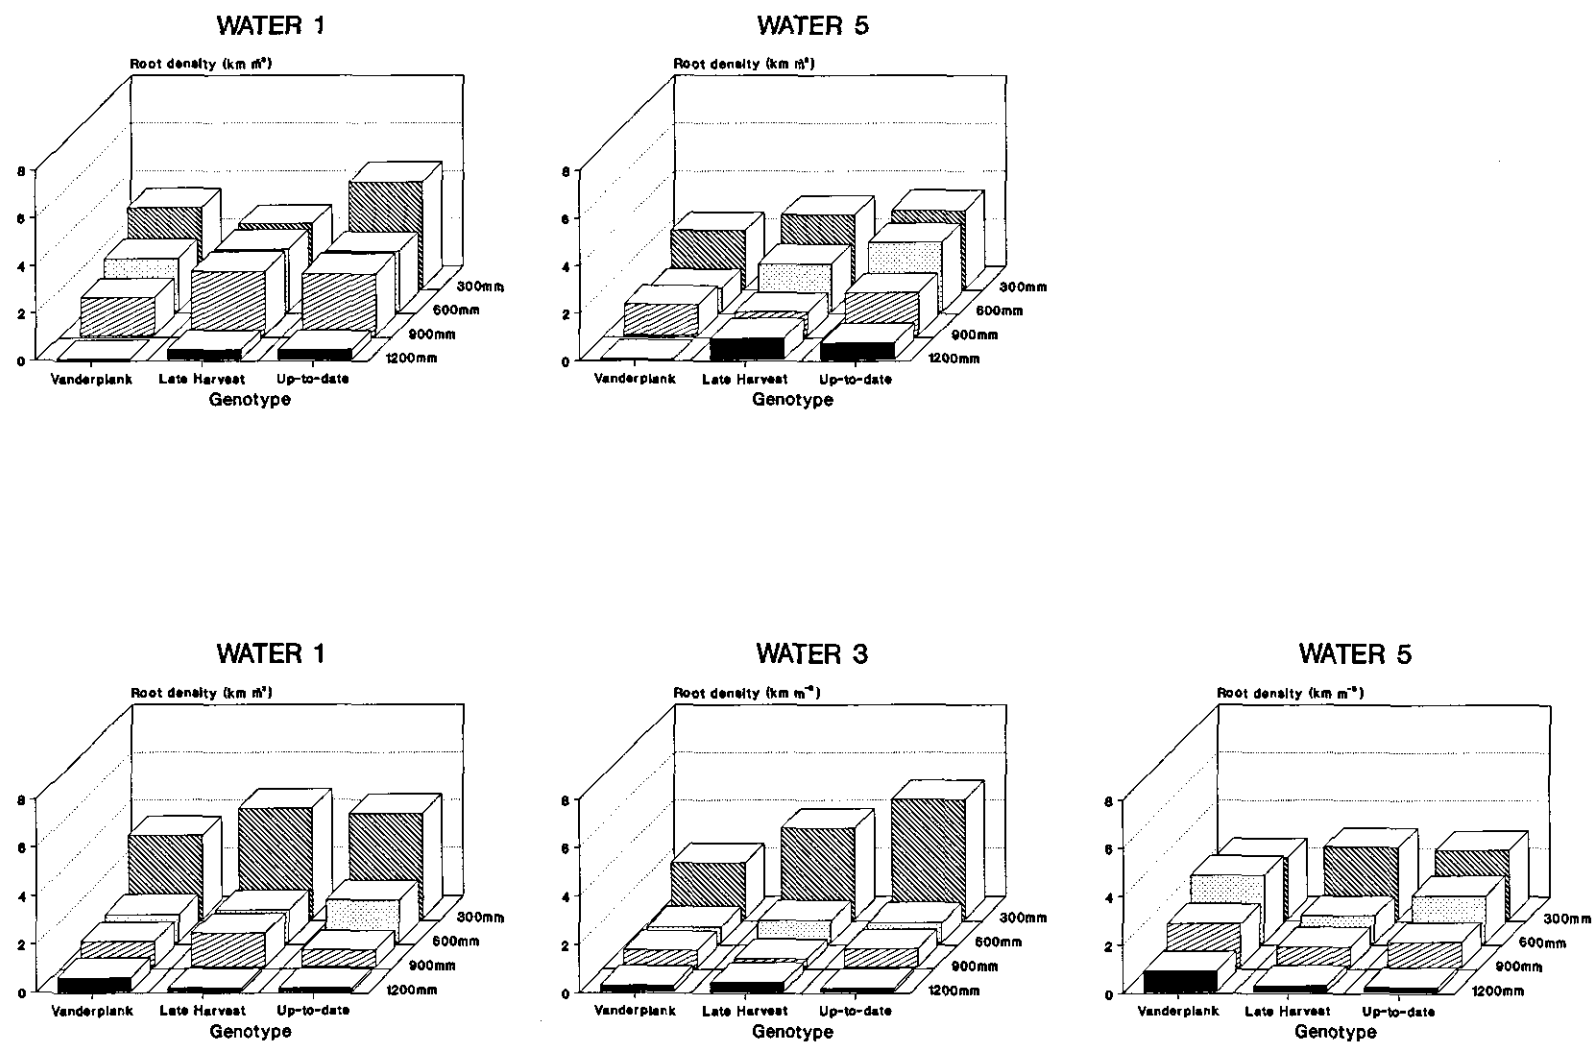 WATER 1
Root density (km m⁻³)
8
6
4
2
0
300mm
600mm
900mm
1200mm
Vanderplank Late Harvest Up-to-date
Genotype
WATER 5
Root density (km m⁻³)
8
6
4
2
0
300mm
600mm
900mm
1200mm
Vanderplank Late Harvest Up-to-date
Genotype
WATER 1
Root density (km m⁻³)
8
6
4
2
0
300mm
600mm
900mm
1200mm
Vanderplank Late Harvest Up-to-date
Genotype
WATER 3
Root density (km m⁻³)
8
6
4
2
0
300mm
600mm
900mm
1200mm
Vanderplank Late Harvest Up-to-date
Genotype
WATER 5
Root density (km m⁻³)
8
6
4
2
0
300mm
600mm
900mm
1200mm
Vanderplank Late Harvest Up-to-date
Genotype